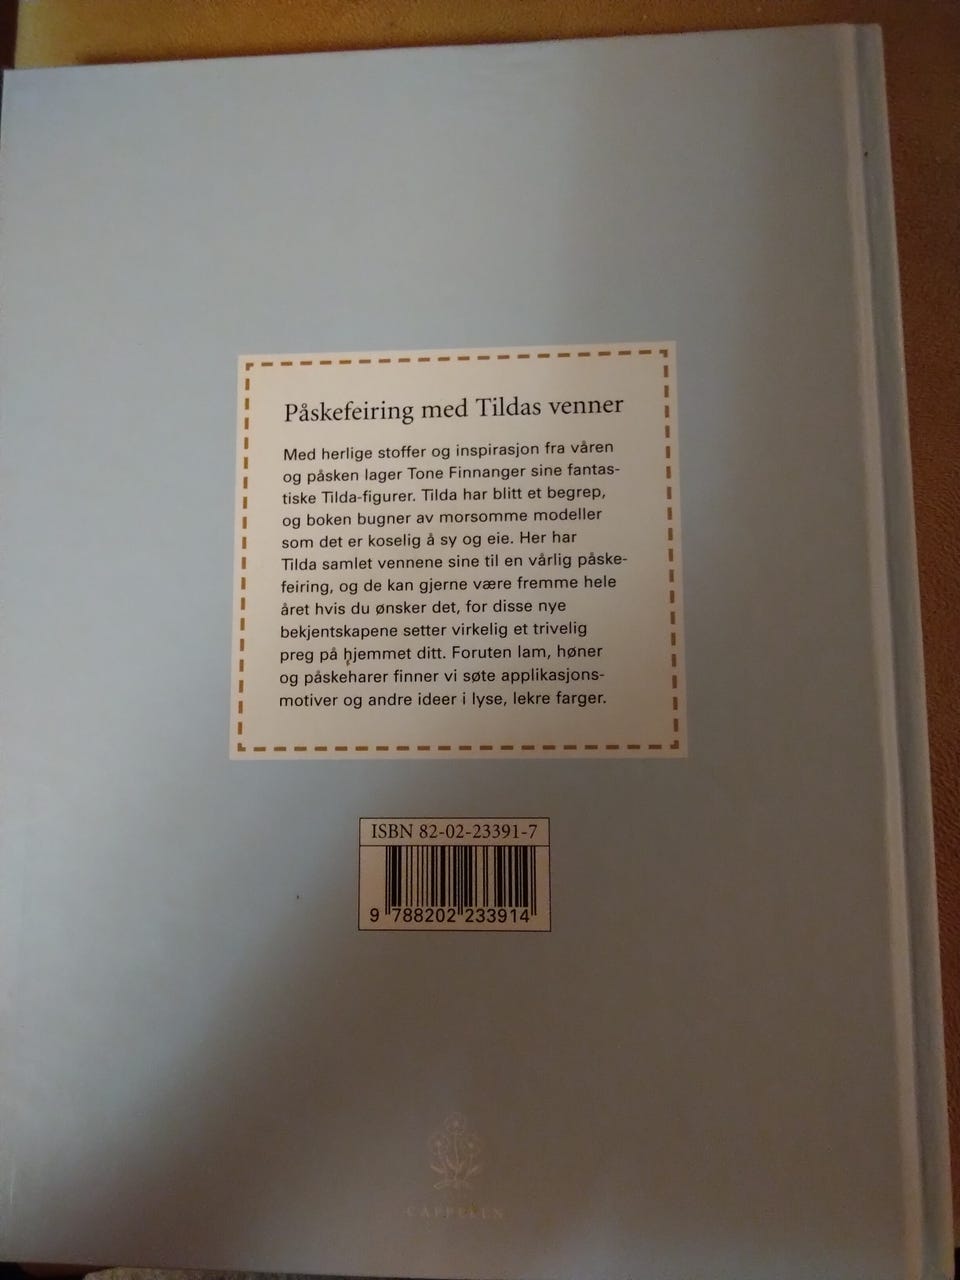 Påskefeiring med Tildas venner
Med herlige stoffer og inspirasjon fra våren
og påsken lager Tone Finnanger sine fantas-
tiske Tilda-figurer. Tilda har blitt et begrep,
og boken bugner av morsomme modeller
som det er koselig å sy og eie. Her har
Tilda samlet vennene sine til en vårlig påske-
feiring, og de kan gjerne være fremme hele
året hvis du ønsker det, for disse nye
bekjentskapene setter virkelig et trivelig
preg på hjemmet ditt. Foruten lam, høner
og påskeharer finner vi søte applikasjons-
motiver og andre ideer i lyse, lekre farger.
ISBN 82-02-23391-7
9 788202 233914
CAPPELEN